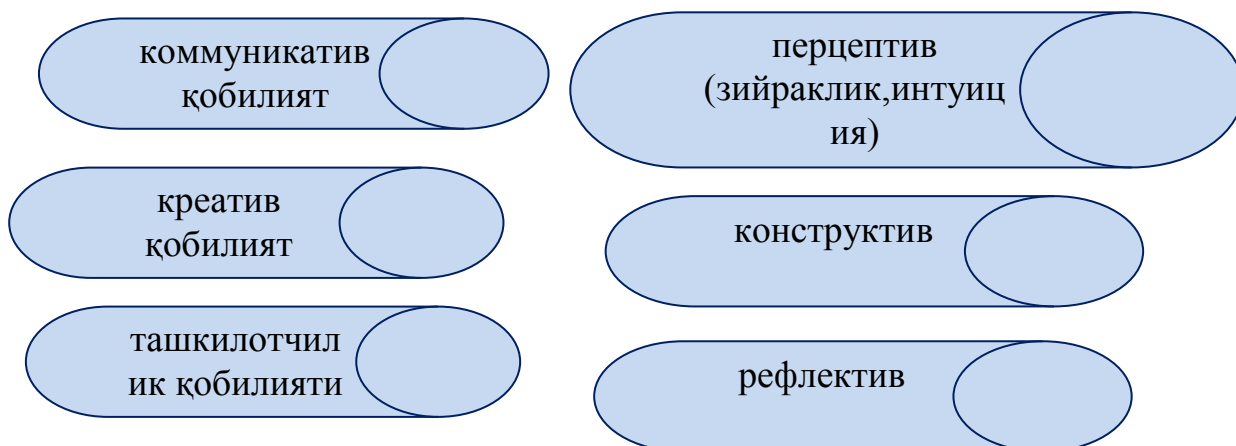 коммуникатив
қобилият
перцептив
(зийраклик,интуиц
ия)
креатив
қобилият
конструктив
ташкилотчил
ик қобилияти
рефлектив